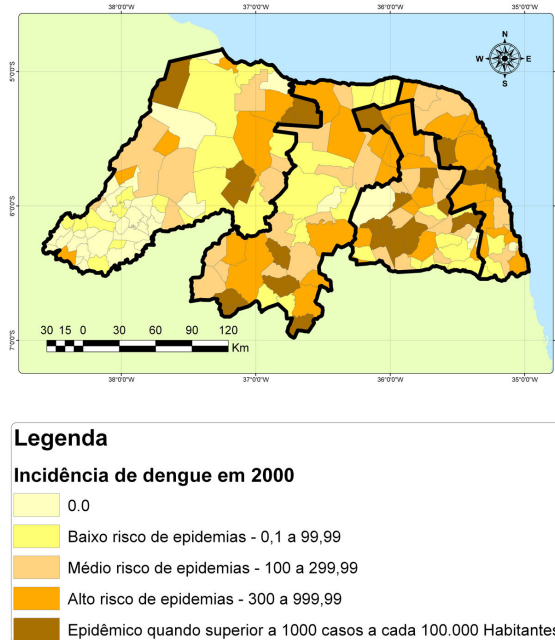 38°0'0"W 37°0'0"W 36°0'0"W 35°0'0"W
N
W E
S
5°0'0"S
6°0'0"S
7°0'0"S
30 15 0 30 60 90 120
Km
38°0'0"W 37°0'0"W 36°0'0"W 35°0'0"W
Legenda
Incidência de dengue em 2000
0.0
Baixo risco de epidemias - 0,1 a 99,99
Médio risco de epidemias - 100 a 299,99
Alto risco de epidemias - 300 a 999,99
Epidêmico quando superior a 1000 casos a cada 100.000 Habitantes